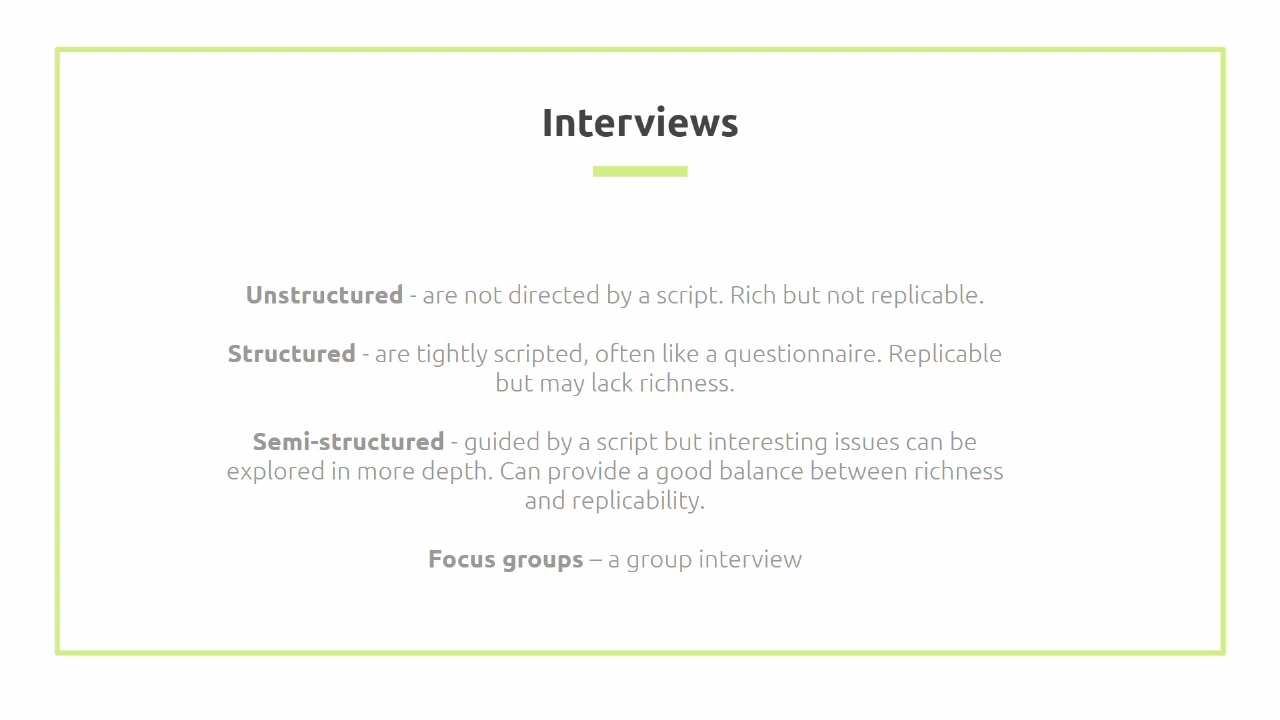 Interviews
Unstructured - are not directed by a script. Rich but not replicable.
Structured - are tightly scripted, often like a questionnaire. Replicable
but may lack richness.
Semi-structured - guided by a script but interesting issues can be
explored in more depth. Can provide a good balance between richness
and replicability.
Focus groups – a group interview